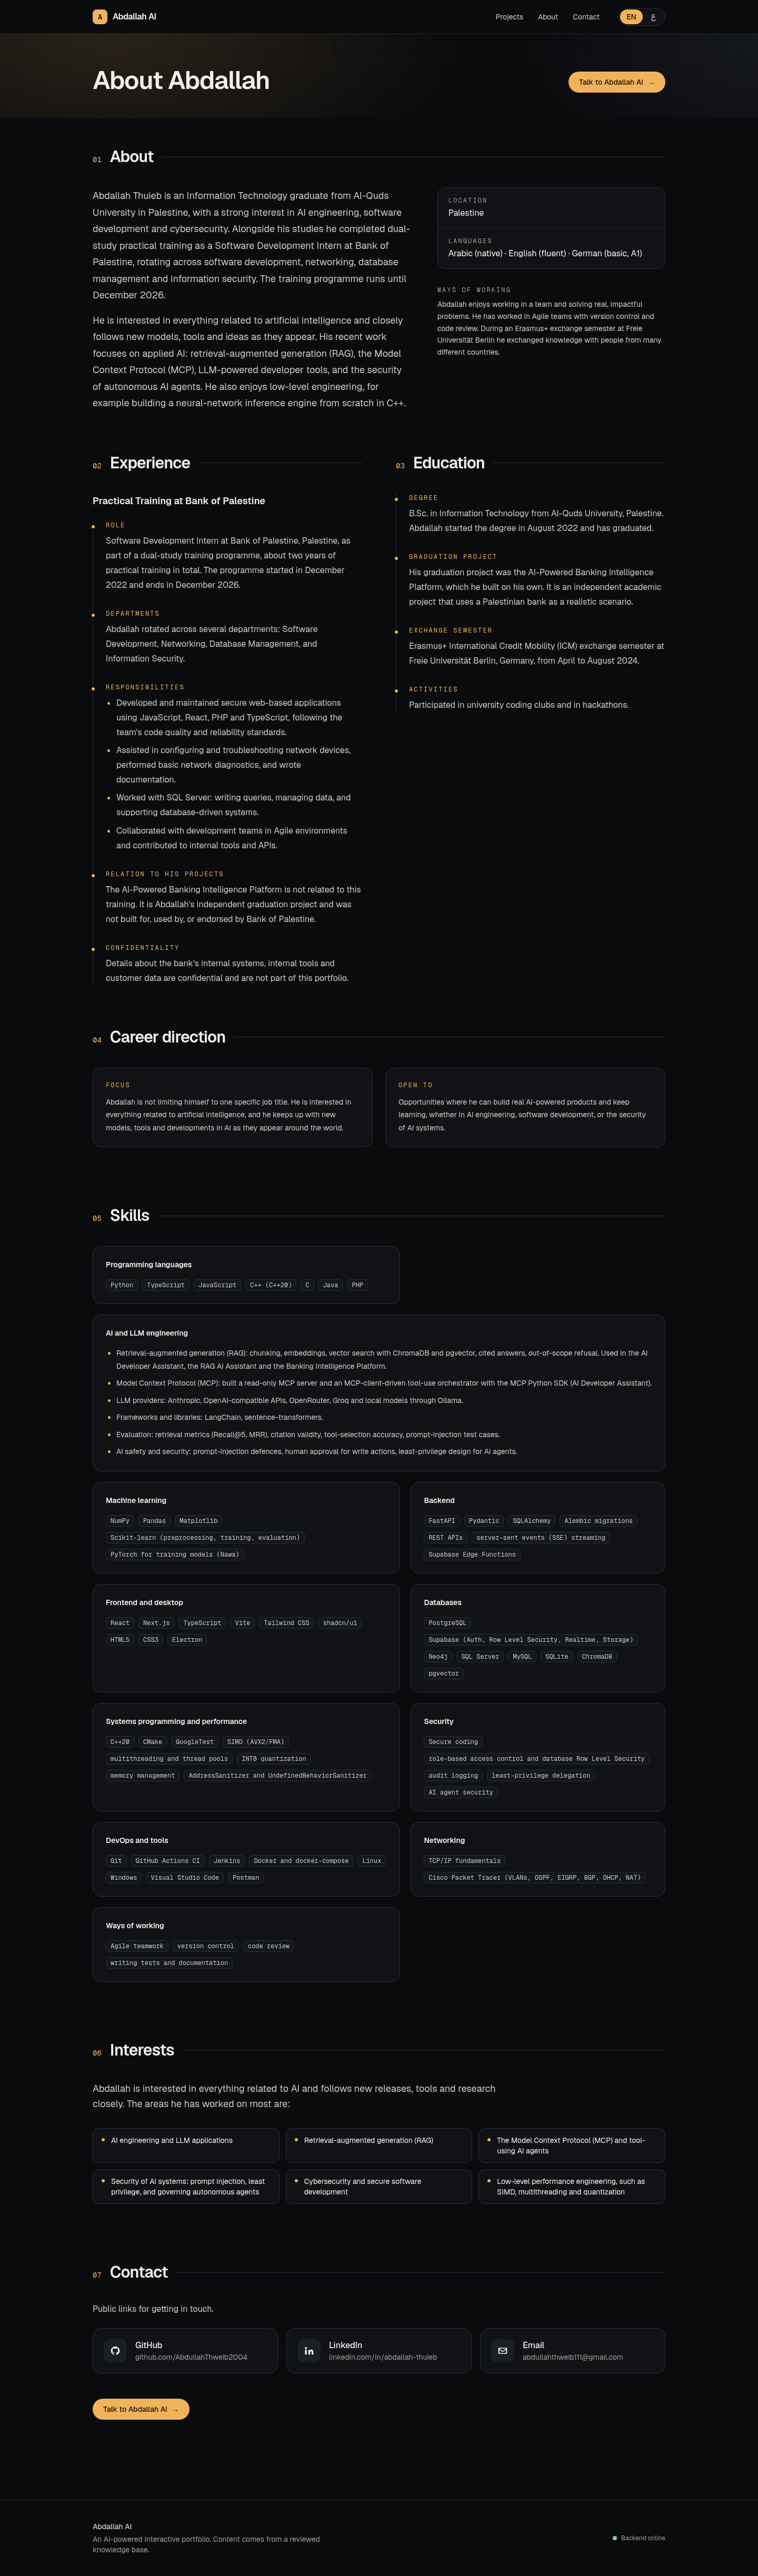 A Abdallah AI
Projects About Contact EN ع
About Abdallah
Talk to Abdallah AI →
01 About
Abdallah Thuieb is an Information Technology graduate from Al-Quds
University in Palestine, with a strong interest in AI engineering, software
development and cybersecurity. Alongside his studies he completed dual-
study practical training as a Software Development Intern at Bank of
Palestine, rotating across software development, networking, database
management and information security. The training programme runs until
December 2026.
He is interested in everything related to artificial intelligence and closely
follows new models, tools and ideas as they appear. His recent work
focuses on applied AI: retrieval-augmented generation (RAG), the Model
Context Protocol (MCP), LLM-powered developer tools, and the security
of autonomous AI agents. He also enjoys low-level engineering, for
example building a neural-network inference engine from scratch in C++.
LOCATION
Palestine
LANGUAGES
Arabic (native) · English (fluent) · German (basic, A1)
WAYS OF WORKING
Abdallah enjoys working in a team and solving real, impactful
problems. He has worked in Agile teams with version control and
code review. During an Erasmus+ exchange semester at Freie
Universität Berlin he exchanged knowledge with people from many
different countries.
02 Experience
Practical Training at Bank of Palestine
ROLE
Software Development Intern at Bank of Palestine, Palestine, as
part of a dual-study training programme, about two years of
practical training in total. The programme started in December
2022 and ends in December 2026.
DEPARTMENTS
Abdallah rotated across several departments: Software
Development, Networking, Database Management, and
Information Security.
RESPONSIBILITIES
• Developed and maintained secure web-based applications
using JavaScript, React, PHP and TypeScript, following the
team's code quality and reliability standards.
• Assisted in configuring and troubleshooting network devices,
performed basic network diagnostics, and wrote
documentation.
• Worked with SQL Server: writing queries, managing data, and
supporting database-driven systems.
• Collaborated with development teams in Agile environments
and contributed to internal tools and APIs.
RELATION TO HIS PROJECTS
The AI-Powered Banking Intelligence Platform is not related to this
training. It is Abdallah's independent graduation project and was
not built for, used by, or endorsed by Bank of Palestine.
CONFIDENTIALITY
Details about the bank's internal systems, internal tools and
customer data are confidential and are not part of this portfolio.
03 Education
DEGREE
B.Sc. in Information Technology from Al-Quds University, Palestine.
Abdallah started the degree in August 2022 and has graduated.
GRADUATION PROJECT
His graduation project was the AI-Powered Banking Intelligence
Platform, which he built on his own. It is an independent academic
project that uses a Palestinian bank as a realistic scenario.
EXCHANGE SEMESTER
Erasmus+ International Credit Mobility (ICM) exchange semester at
Freie Universität Berlin, Germany, from April to August 2024.
ACTIVITIES
Participated in university coding clubs and in hackathons.
04 Career direction
FOCUS
Abdallah is not limiting himself to one specific job title. He is interested in
everything related to artificial intelligence, and he keeps up with new
models, tools and developments in AI as they appear around the world.
OPEN TO
Opportunities where he can build real AI-powered products and keep
learning, whether in AI engineering, software development, or the security
of AI systems.
05 Skills
Programming languages
Python TypeScript JavaScript C++ (C++20) C Java PHP
AI and LLM engineering
• Retrieval-augmented generation (RAG): chunking, embeddings, vector search with ChromaDB and pgvector, cited answers, out-of-scope refusal. Used in the AI
Developer Assistant, the RAG AI Assistant and the Banking Intelligence Platform.
• Model Context Protocol (MCP): built a read-only MCP server and an MCP-client-driven tool-use orchestrator with the MCP Python SDK (AI Developer Assistant).
• LLM providers: Anthropic, OpenAI-compatible APIs, OpenRouter, Groq and local models through Ollama.
• Frameworks and libraries: LangChain, sentence-transformers.
• Evaluation: retrieval metrics (Recall@5, MRR), citation validity, tool-selection accuracy, prompt-injection test cases.
• AI safety and security: prompt-injection defences, human approval for write actions, least-privilege design for AI agents.
Machine learning
NumPy Pandas Matplotlib
Scikit-learn (preprocessing, training, evaluation)
PyTorch for training models (Nawa)
Backend
FastAPI Pydantic SQLAlchemy Alembic migrations
REST APIs server-sent events (SSE) streaming
Supabase Edge Functions
Frontend and desktop
React Next.js TypeScript Vite Tailwind CSS shadcn/ui
HTML5 CSS3 Electron
Databases
PostgreSQL
Supabase (Auth, Row Level Security, Realtime, Storage)
Neo4j SQL Server MySQL SQLite ChromaDB
pgvector
Systems programming and performance
C++20 CMake GoogleTest SIMD (AVX2/FMA)
multithreading and thread pools INT8 quantization
memory management AddressSanitizer and UndefinedBehaviorSanitizer
Security
Secure coding
role-based access control and database Row Level Security
audit logging least-privilege delegation
AI agent security
DevOps and tools
Git GitHub Actions CI Jenkins Docker and docker-compose Linux
Windows Visual Studio Code Postman
Networking
TCP/IP fundamentals
Cisco Packet Tracer (VLANs, OSPF, EIGRP, BGP, DHCP, NAT)
Ways of working
Agile teamwork version control code review
writing tests and documentation
06 Interests
Abdallah is interested in everything related to AI and follows new releases, tools and research
closely. The areas he has worked on most are:
• AI engineering and LLM applications
• Retrieval-augmented generation (RAG)
• The Model Context Protocol (MCP) and tool-
using AI agents
• Security of AI systems: prompt injection, least
privilege, and governing autonomous agents
• Cybersecurity and secure software
development
• Low-level performance engineering, such as
SIMD, multithreading and quantization
07 Contact
Public links for getting in touch.
GitHub
github.com/AbdullahThweib2004
LinkedIn
linkedin.com/in/abdallah-thuieb
Email
abdullahthweib111@gmail.com
Talk to Abdallah AI →
Abdallah AI
An AI-powered interactive portfolio. Content comes from a reviewed
knowledge base.
Backend online